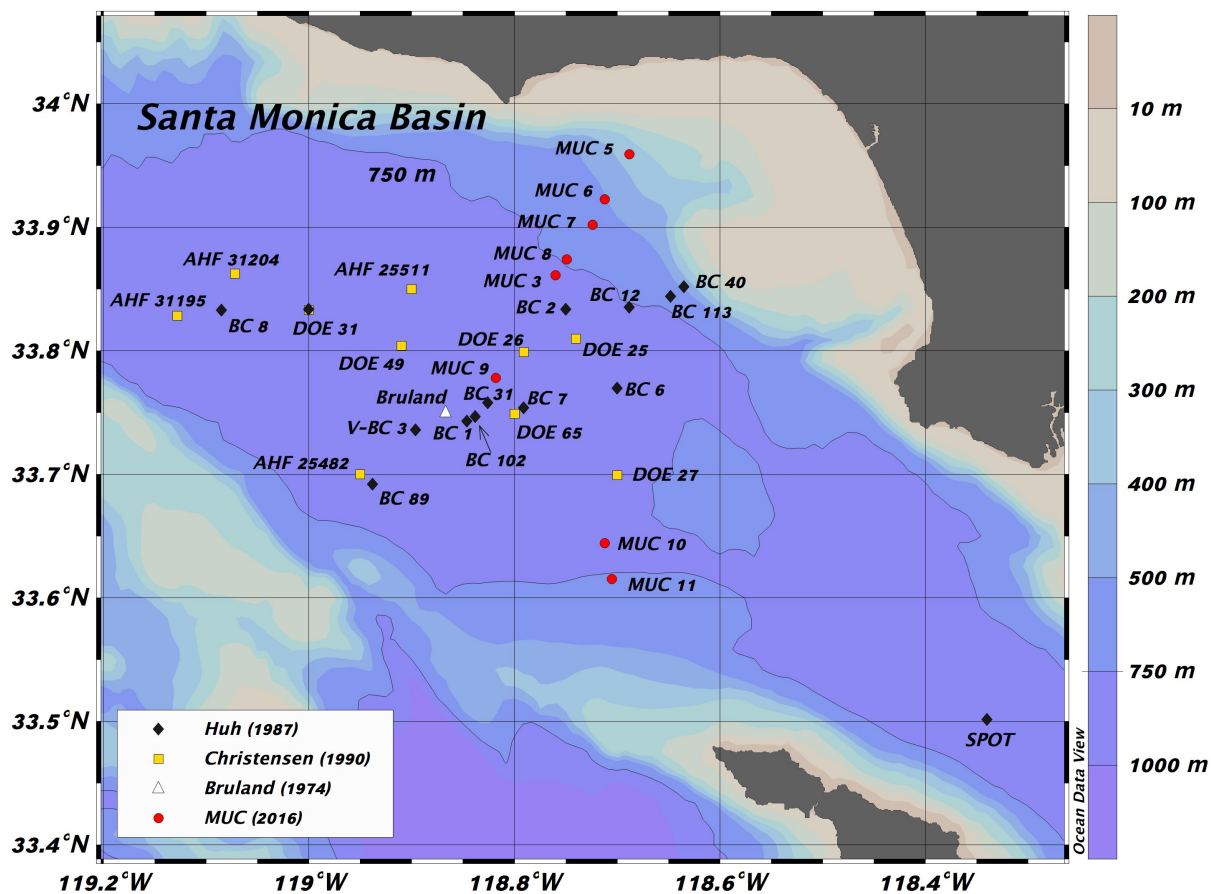 34°N
33.9°N
33.8°N
33.7°N
33.6°N
33.5°N
33.4°N
119.2°W
119°W
118.8°W
118.6°W
118.4°W
Santa Monica Basin
750 m
MUC 5
MUC 6
MUC 7
MUC 8
MUC 3
AHF 31204
AHF 25511
AHF 31195
BC 8
DOE 31
BC 2
BC 12
BC 40
BC 113
DOE 49
DOE 26
DOE 25
MUC 9
BC 31
BC 7
BC 6
Bruland
V-BC 3
BC 1
BC 102
DOE 65
AHF 25482
BC 89
DOE 27
MUC 10
MUC 11
SPOT
Huh (1987)
Christensen (1990)
Bruland (1974)
MUC (2016)
10 m
100 m
200 m
300 m
400 m
500 m
750 m
1000 m
Ocean Data View